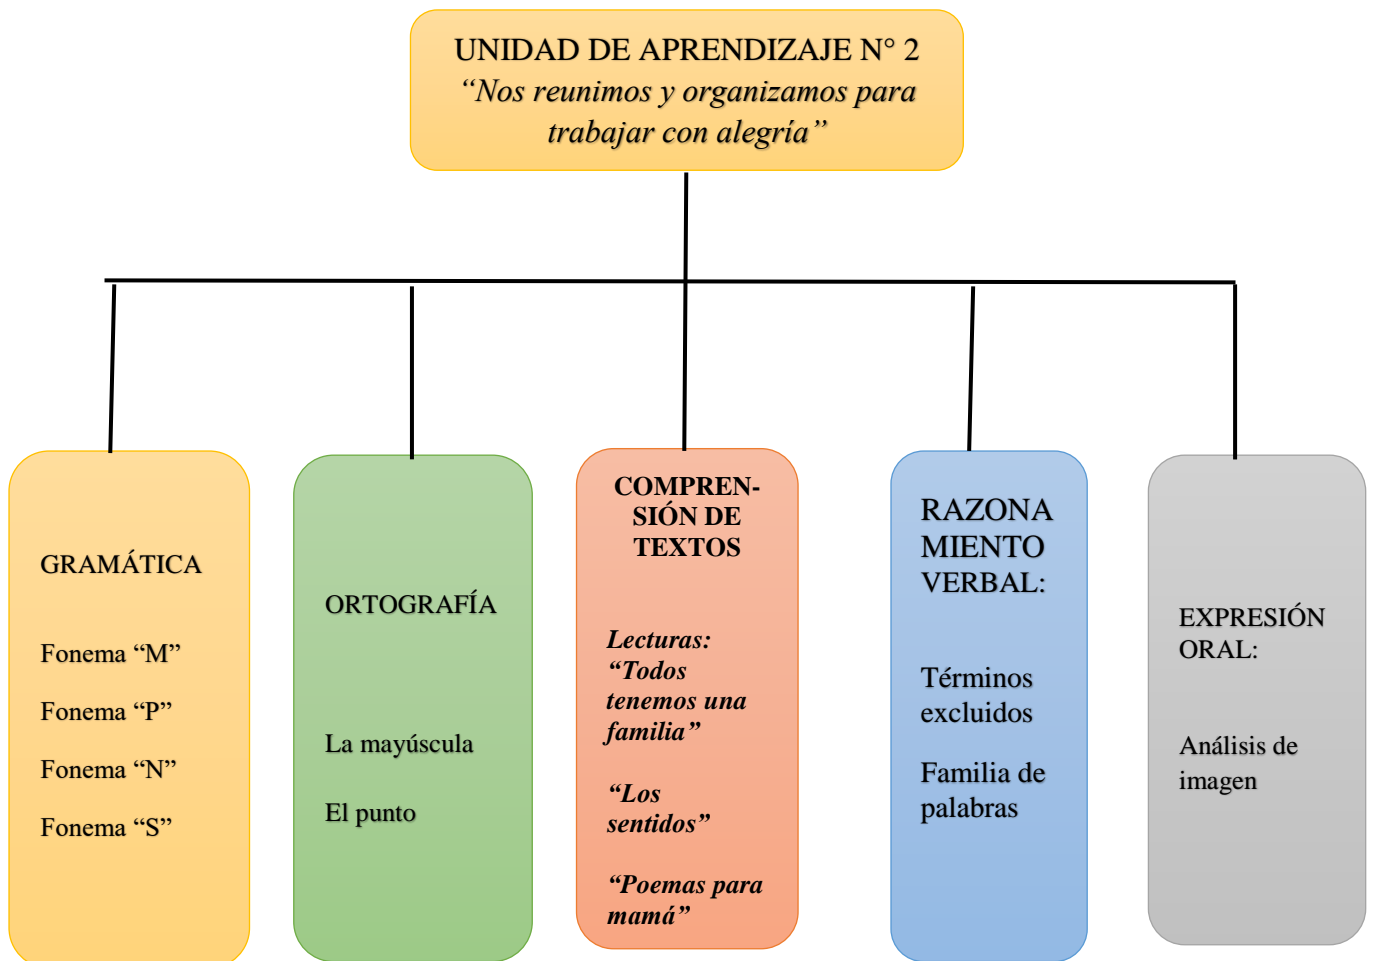 UNIDAD DE APRENDIZAJE N° 2
“Nos reunimos y organizamos para
trabajar con alegría”
GRAMÁTICA
Fonema “M”
Fonema “P”
Fonema “N”
Fonema “S”
ORTOGRAFÍA
La mayúscula
El punto
COMPREN-
SIÓN DE
TEXTOS
Lecturas:
“Todos
tenemos una
familia”
“Los
sentidos”
“Poemas para
mamá”
RAZONA
MIENTO
VERBAL:
Términos
excluidos
Familia de
palabras
EXPRESIÓN
ORAL:
Análisis de
imagen